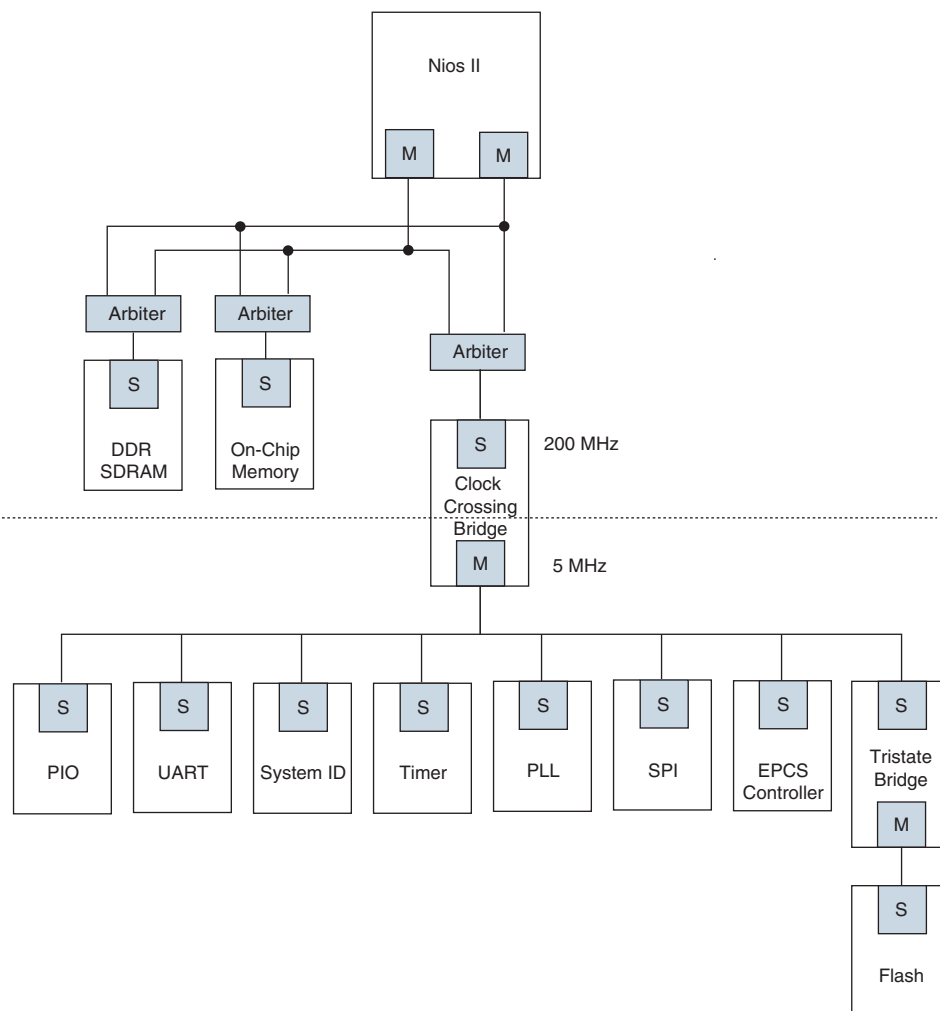 Nios II
M
M
Arbiter
Arbiter
Arbiter
S
S
DDR
SDRAM
On-Chip
Memory
S
200 MHz
Clock
Crossing
Bridge
M
5 MHz
S
S
S
S
S
S
S
S
PIO
UART
System ID
Timer
PLL
SPI
EPCS
Controller
Tristate
Bridge
M
S
Flash